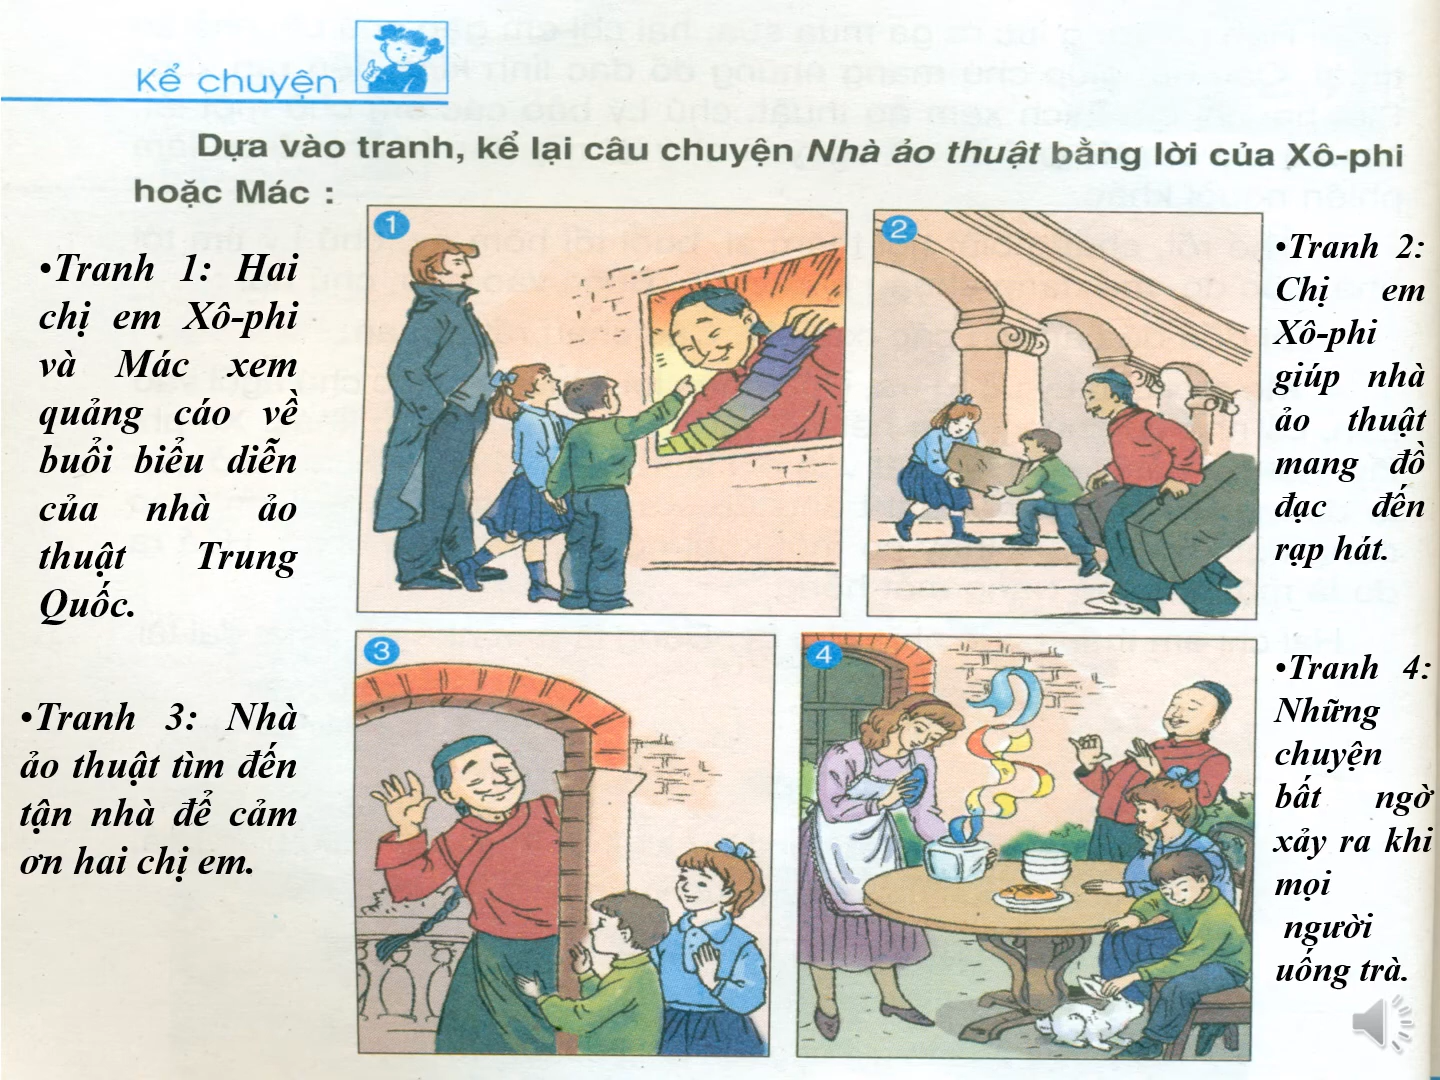 Kể chuyện
Dựa vào tranh, kể lại câu chuyện Nhà ảo thuật bằng lời của Xô-phi
hoặc Mác :
1
•Tranh 1: Hai
chị em Xô-phi
và Mác xem
quảng cáo về
buổi biểu diễn
của nhà ảo
thuật Trung
Quốc.
2
•Tranh 2:
Chị em
Xô-phi
giúp nhà
ảo thuật
mang đồ
đạc đến
rạp hát.
3
•Tranh 3: Nhà
ảo thuật tìm đến
tận nhà để cảm
ơn hai chị em.
4
•Tranh 4:
Những
chuyện
bất ngờ
xảy ra khi
mọi
người
uống trà.